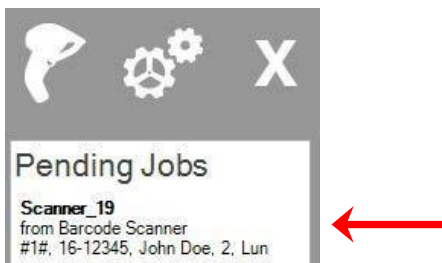 X
Pending Jobs
Scanner_19
from Barcode Scanner
#1#, 16-12345, John Doe, 2, Lun